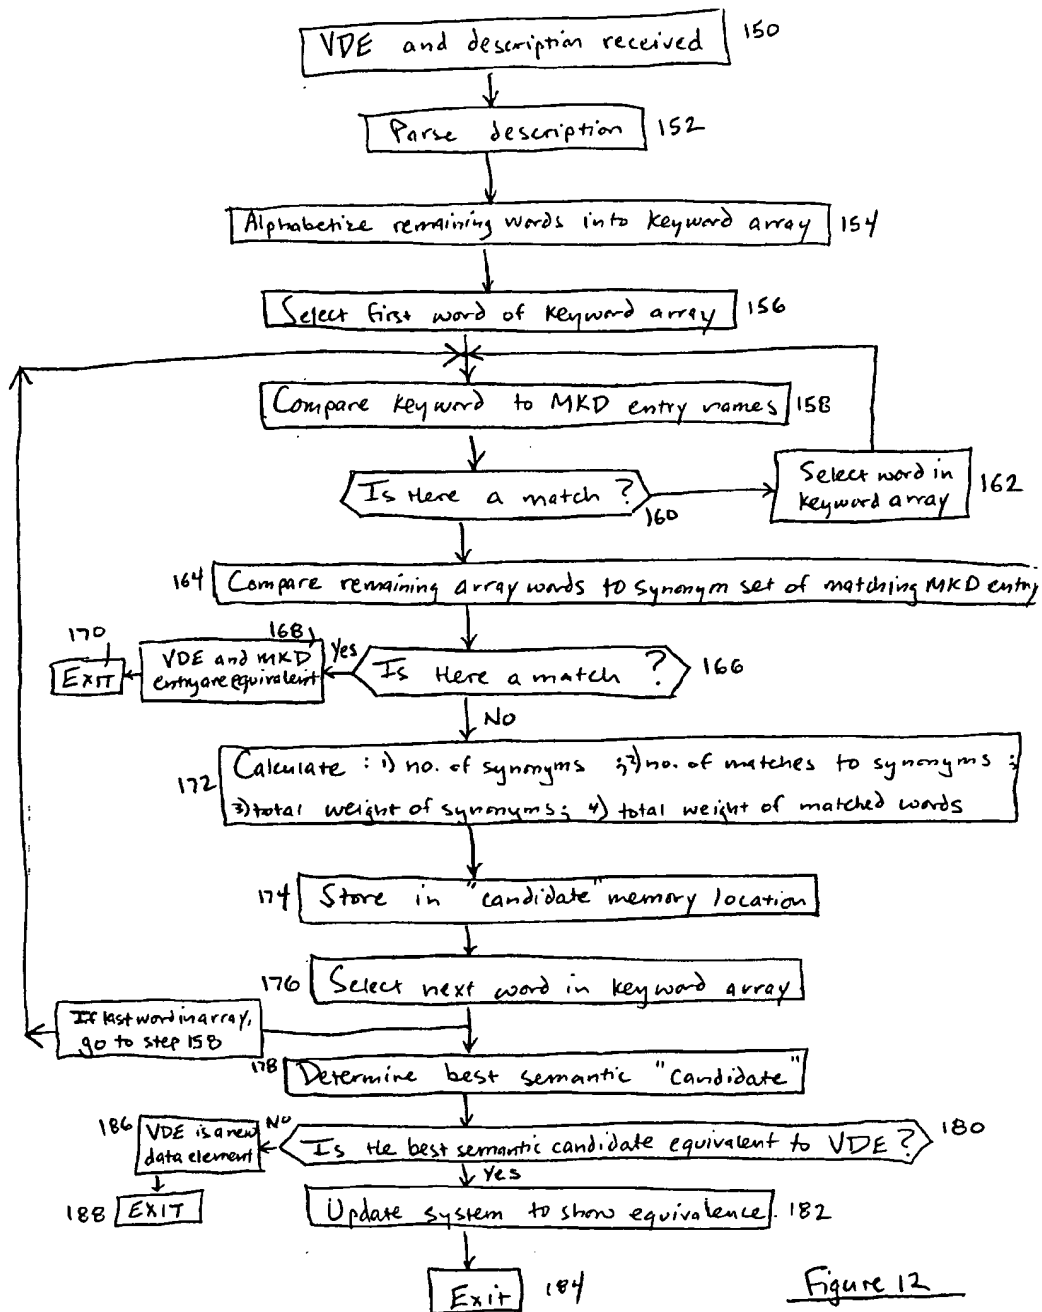 VDE and description received 150
Parse description 152
Alphabetize remaining words into keyword array 154
Select first word of keyword array 156
Compare keyword to MKD entry names 158
Is there a match ? 160
Select word in
keyword array
162
164 Compare remaining array words to synonym set of matching MKD entry
Is there a match ? 166
Yes
168
VDE and MKD
entry are equivalent
170
EXIT
No
172
Calculate : 1) no. of synonyms ; 2) no. of matches to synonyms ;
3) total weight of synonyms ; 4) total weight of matched words
174 Store in "candidate" memory location
176 Select next word in keyword array
If last word in array,
go to step 158
178 Determine best semantic "candidate"
Is the best semantic candidate equivalent to VDE ? 180
No
186 VDE is a new
data element
188 EXIT
Yes
Update system to show equivalence. 182
Exit 184
Figure 12